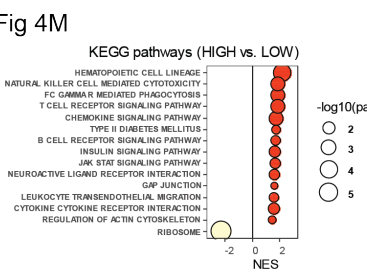 Fig 4M
KEGG pathways (HIGH vs. LOW)
HEMATOPOIETIC CELL LINEAGE
NATURAL KILLER CELL MEDIATED CYTOTOXICITY
FC GAMMA R MEDIATED PHAGOCYTOSIS
T CELL RECEPTOR SIGNALING PATHWAY
CHEMOKINE SIGNALING PATHWAY
TYPE II DIABETES MELLITUS
B CELL RECEPTOR SIGNALING PATHWAY
INSULIN SIGNALING PATHWAY
JAK STAT SIGNALING PATHWAY
NEUROACTIVE LIGAND RECEPTOR INTERACTION
GAP JUNCTION
LEUKOCYTE TRANSENDOTHELIAL MIGRATION
CYTOKINE CYTOKINE RECEPTOR INTERACTION
REGULATION OF ACTIN CYTOSKELETON
RIBOSOME
-2 0 2
NES
-log10(pa
2
3
4
5